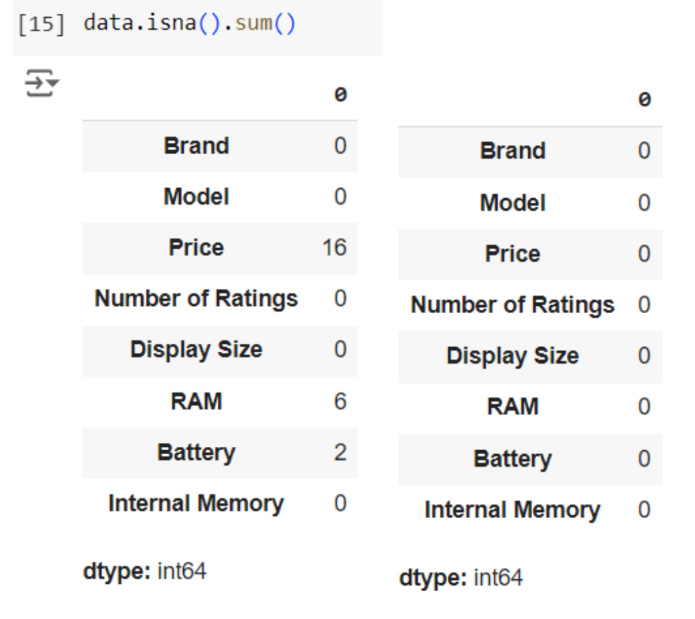 [15] data.isna().sum()
0
Brand 0
Model 0
Price 16
Number of Ratings 0
Display Size 0
RAM 6
Battery 2
Internal Memory 0
dtype: int64
0
Brand 0
Model 0
Price 0
Number of Ratings 0
Display Size 0
RAM 0
Battery 0
Internal Memory 0
dtype: int64